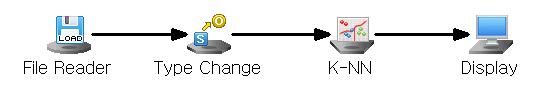 LOAD
S
O
File Reader
Type Change
K-NN
Display